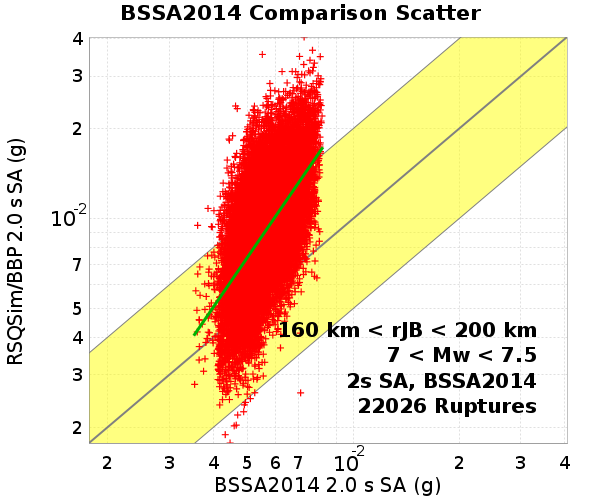 BSSA2014 Comparison Scatter
RSQSim/BBP 2.0 s SA (g)
4
3
2
10-2
7
5
4
3
2
160 km < rJB < 200 km
7 < Mw < 7.5
2s SA, BSSA2014
22026 Ruptures
2 3 4 5 6 7 10-2 2 3 4
BSSA2014 2.0 s SA (g)